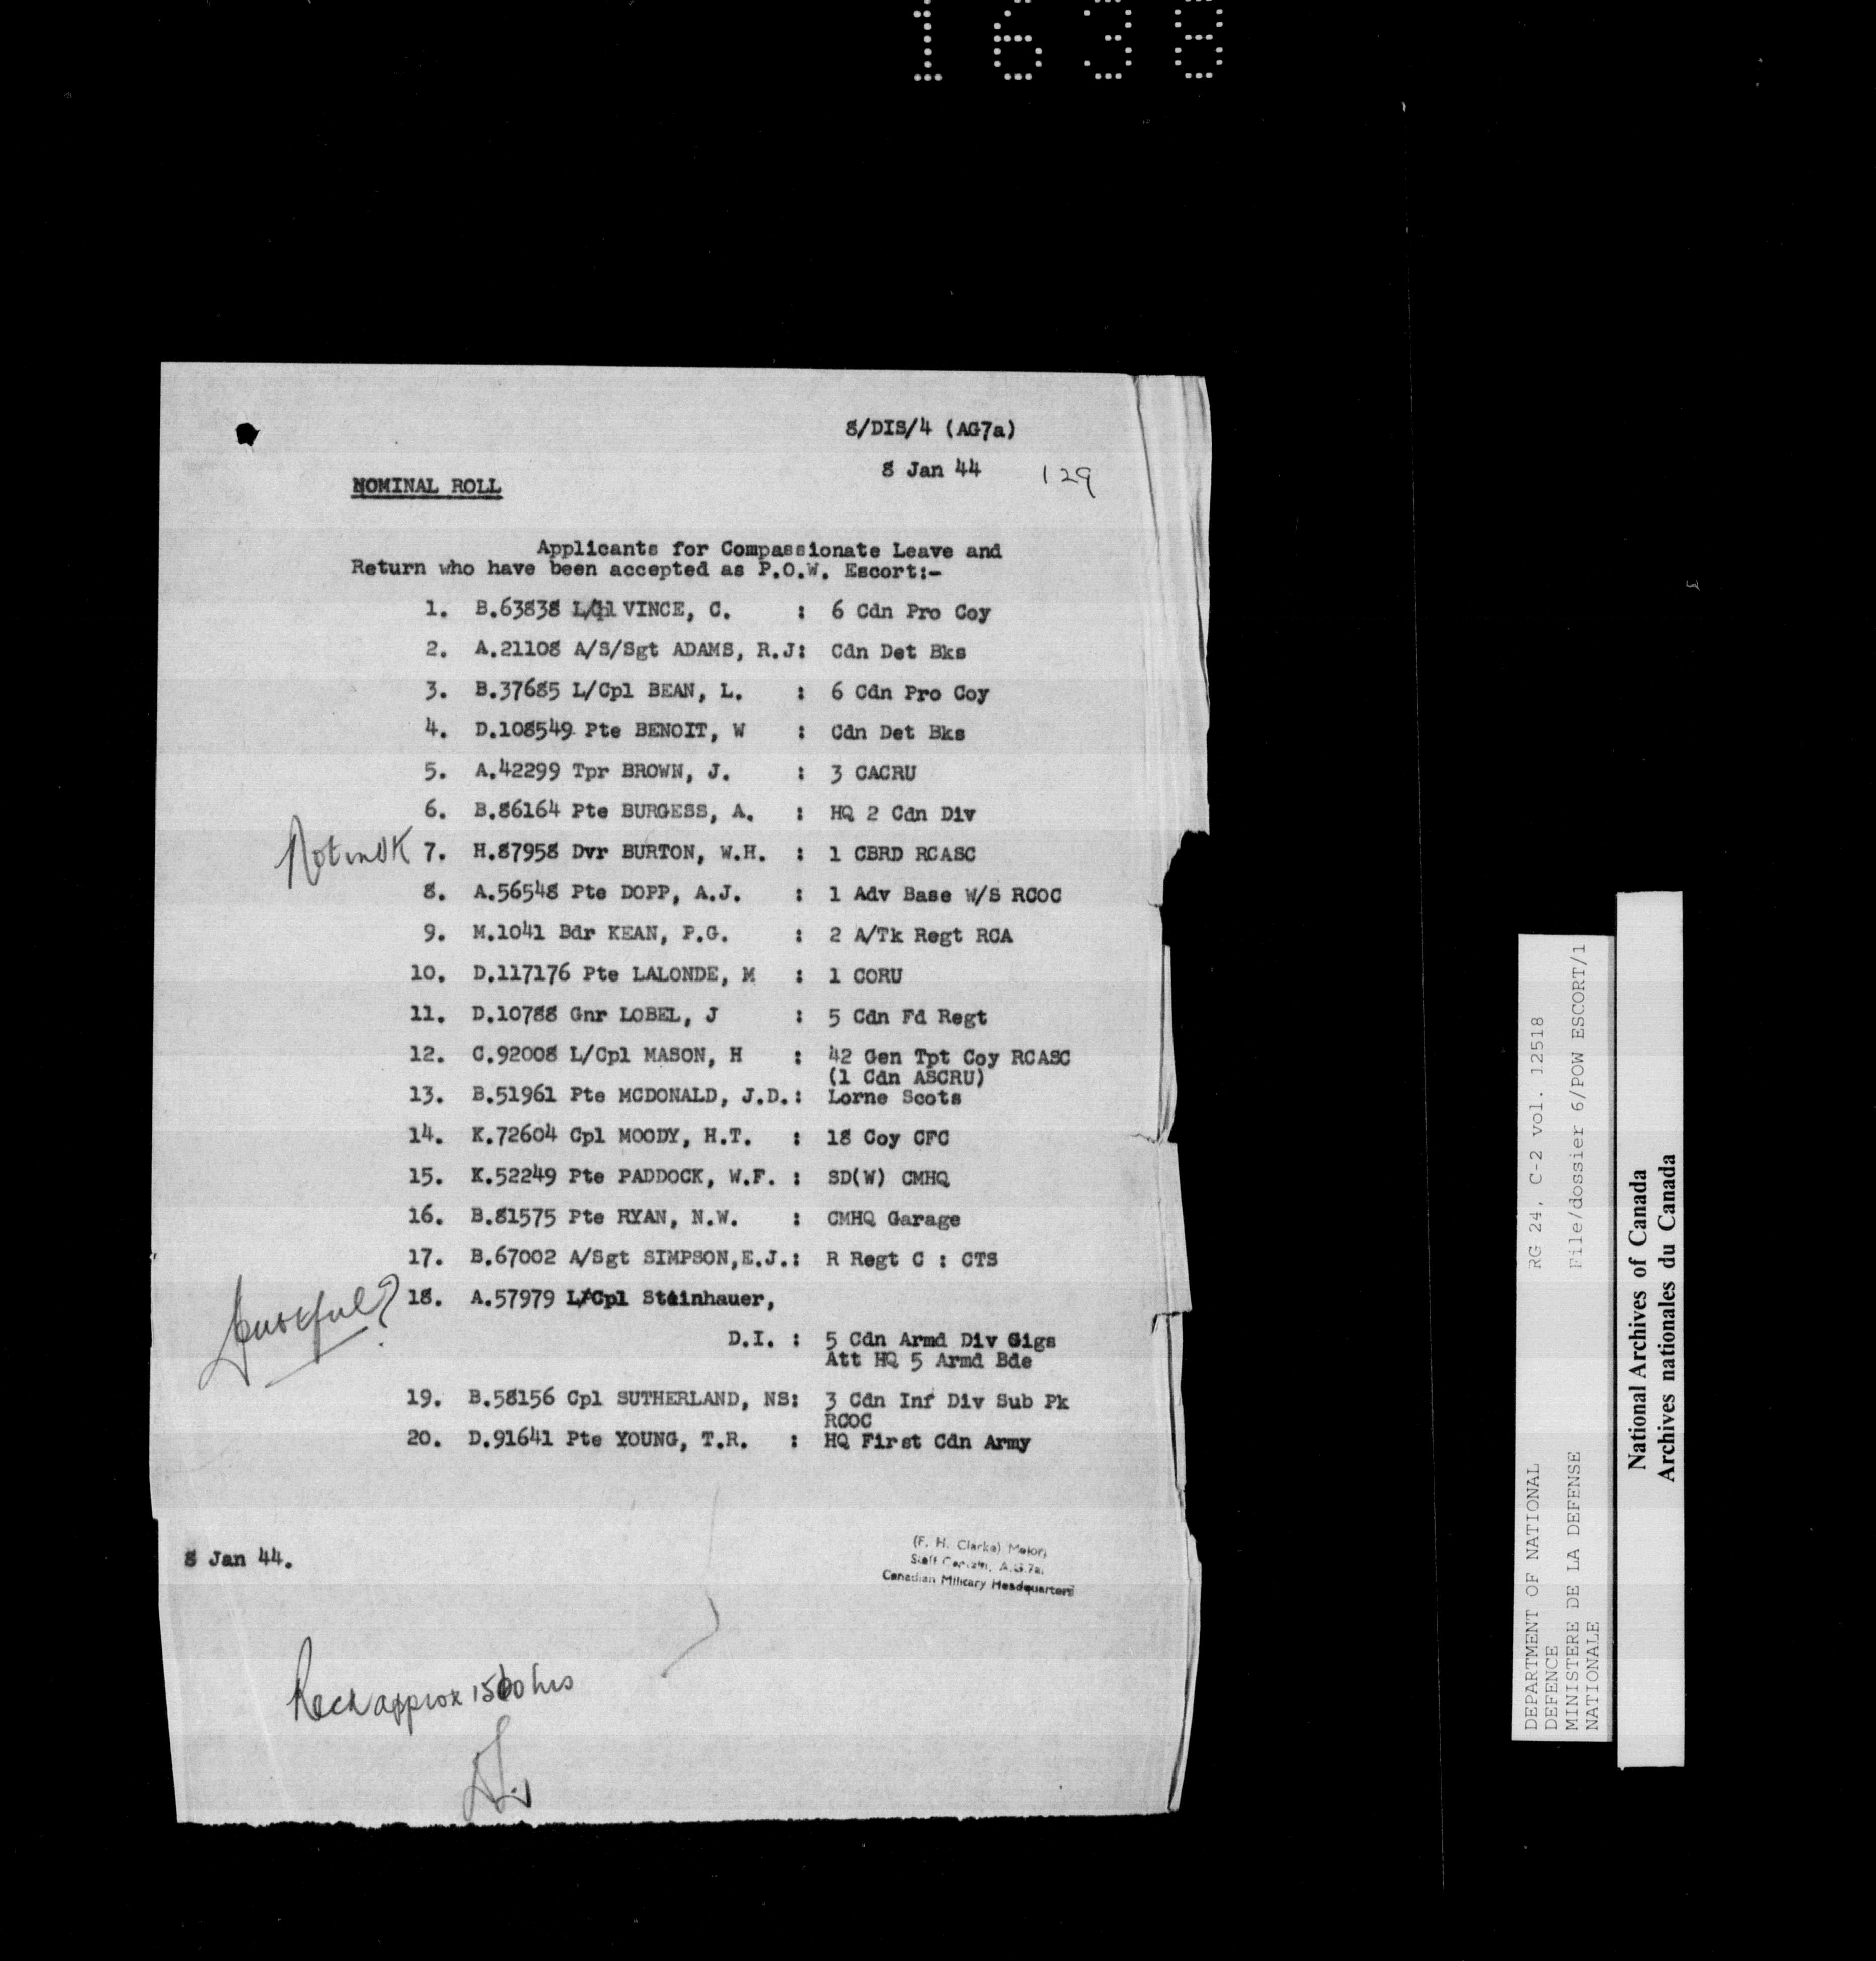 1638
8/DIS/4 (AG7a)
8 Jan 44
129
NOMINAL ROLL
Applicants for Compassionate Leave and
Return who have been accepted as P.O.W. Escort:-
1. B.63838 L/Cpl VINCE, C. : 6 Cdn Pro Coy
2. A.21108 A/S/Sgt ADAMS, R.J: Cdn Det Bks
3. B.37685 L/Cpl BEAN, L. : 6 Cdn Pro Coy
4. D.108549 Pte BENOIT, W : Cdn Det Bks
5. A.42299 Tpr BROWN, J. : 3 CACRU
6. B.86164 Pte BURGESS, A. : HQ 2 Cdn Div
Not in UK 7. H.87958 Dvr BURTON, W.H. : 1 CBRD RCASC
8. A.56548 Pte DOPP, A.J. : 1 Adv Base W/S RCOC
9. M.1041 Bdr KEAN, P.G. : 2 A/Tk Regt RCA
10. D.117176 Pte LALONDE, M : 1 CORU
11. D.10788 Gnr LOBEL, J : 5 Cdn Fd Regt
12. C.92008 L/Cpl MASON, H : 42 Gen Tpt Coy RCASC
(1 Cdn ASCRU)
13. B.51961 Pte MCDONALD, J.D.: Lorne Scots
14. K.72604 Cpl MOODY, H.T. : 18 Coy CFC
15. K.52249 Pte PADDOCK, W.F. : SD(W) CMHQ
16. B.81575 Pte RYAN, N.W. : CMHQ Garage
17. B.67002 A/Sgt SIMPSON,E.J.: R Regt C : CTS
18. A.57979 L/Cpl Steinhauer,
D.I. : 5 Cdn Armd Div Sigs
Att HQ 5 Armd Bde
19. B.58156 Cpl SUTHERLAND, NS: 3 Cdn Inf Div Sub Pk
RCOC
20. D.91641 Pte YOUNG, T.R. : HQ First Cdn Army
8 Jan 44.
(F. H. Clarke) Major,
Staff Captain, A.G.7a.
Canadian Military Headquarters
approx 1500 hrs
DEPARTMENT OF NATIONAL RG 24, C-2 vol. 12518
DEFENCE
MINISTERE DE LA DEFENSE File/dossier 6/POW ESCORT/1
NATIONALE
National Archives of Canada
Archives nationales du Canada